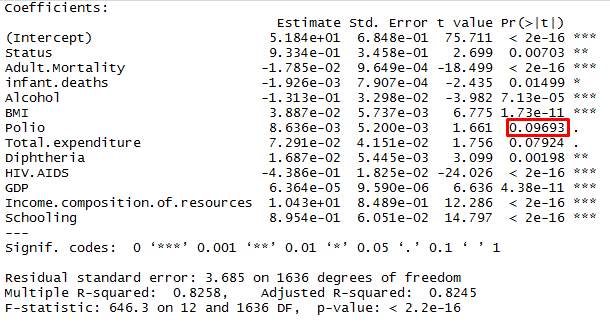 Coefficients:
Estimate Std. Error t value Pr(>|t|)
(Intercept) 5.184e+01 6.848e-01 75.711 < 2e-16 ***
Status 9.334e-01 3.458e-01 2.699 0.00703 **
Adult.Mortality -1.785e-02 9.649e-04 -18.499 < 2e-16 ***
infant.deaths -1.926e-03 7.907e-04 -2.435 0.01499 *
Alcohol -1.313e-01 3.298e-02 -3.982 7.13e-05 ***
BMI 3.887e-02 5.737e-03 6.775 1.73e-11 ***
Polio 8.636e-03 5.200e-03 1.661 0.09693 .
Total.expenditure 7.291e-02 4.151e-02 1.756 0.07924 .
Diphtheria 1.687e-02 5.445e-03 3.099 0.00198 **
HIV.AIDS -4.386e-01 1.825e-02 -24.026 < 2e-16 ***
GDP 6.364e-05 9.590e-06 6.636 4.38e-11 ***
Income.composition.of.resources 1.043e+01 8.489e-01 12.286 < 2e-16 ***
Schooling 8.954e-01 6.051e-02 14.797 < 2e-16 ***
---
Signif. codes: 0 ‘***’ 0.001 ‘**’ 0.01 ‘*’ 0.05 ‘.’ 0.1 ‘ ’ 1
Residual standard error: 3.685 on 1636 degrees of freedom
Multiple R-squared: 0.8258, Adjusted R-squared: 0.8245
F-statistic: 646.3 on 12 and 1636 DF, p-value: < 2.2e-16